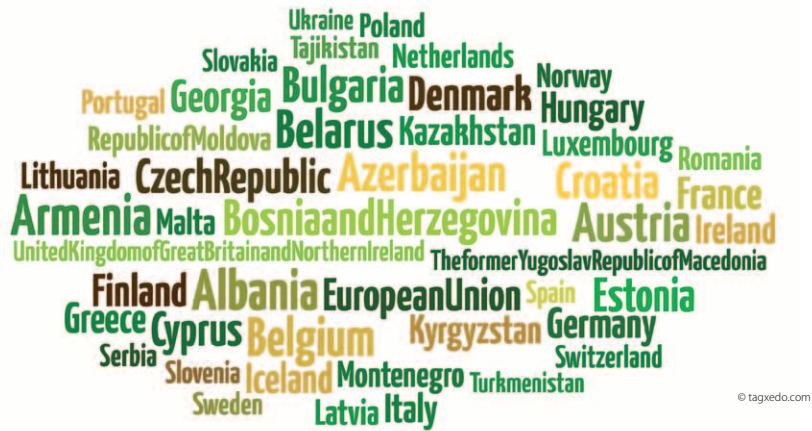 Ukraine Poland
Tajikistan
Slovakia Netherlands
Portugal Georgia Bulgaria Denmark Norway
Hungary
RepublicofMoldova Belarus Kazakhstan Luxembourg Romania
Lithuania CzechRepublic Azerbaijan Croatia France
Armenia Malta BosniaandHerzegovina Austria Ireland
UnitedKingdomofGreatBritainandNorthernIreland TheformerYugoslavRepublicofMacedonia
Finland Albania EuropeanUnion Spain Estonia
Greece Cyprus Belgium Kyrgyzstan Germany
Serbia Switzerland
Slovenia Iceland Montenegro Turkmenistan
Sweden Latvia Italy
© tagxedo.com